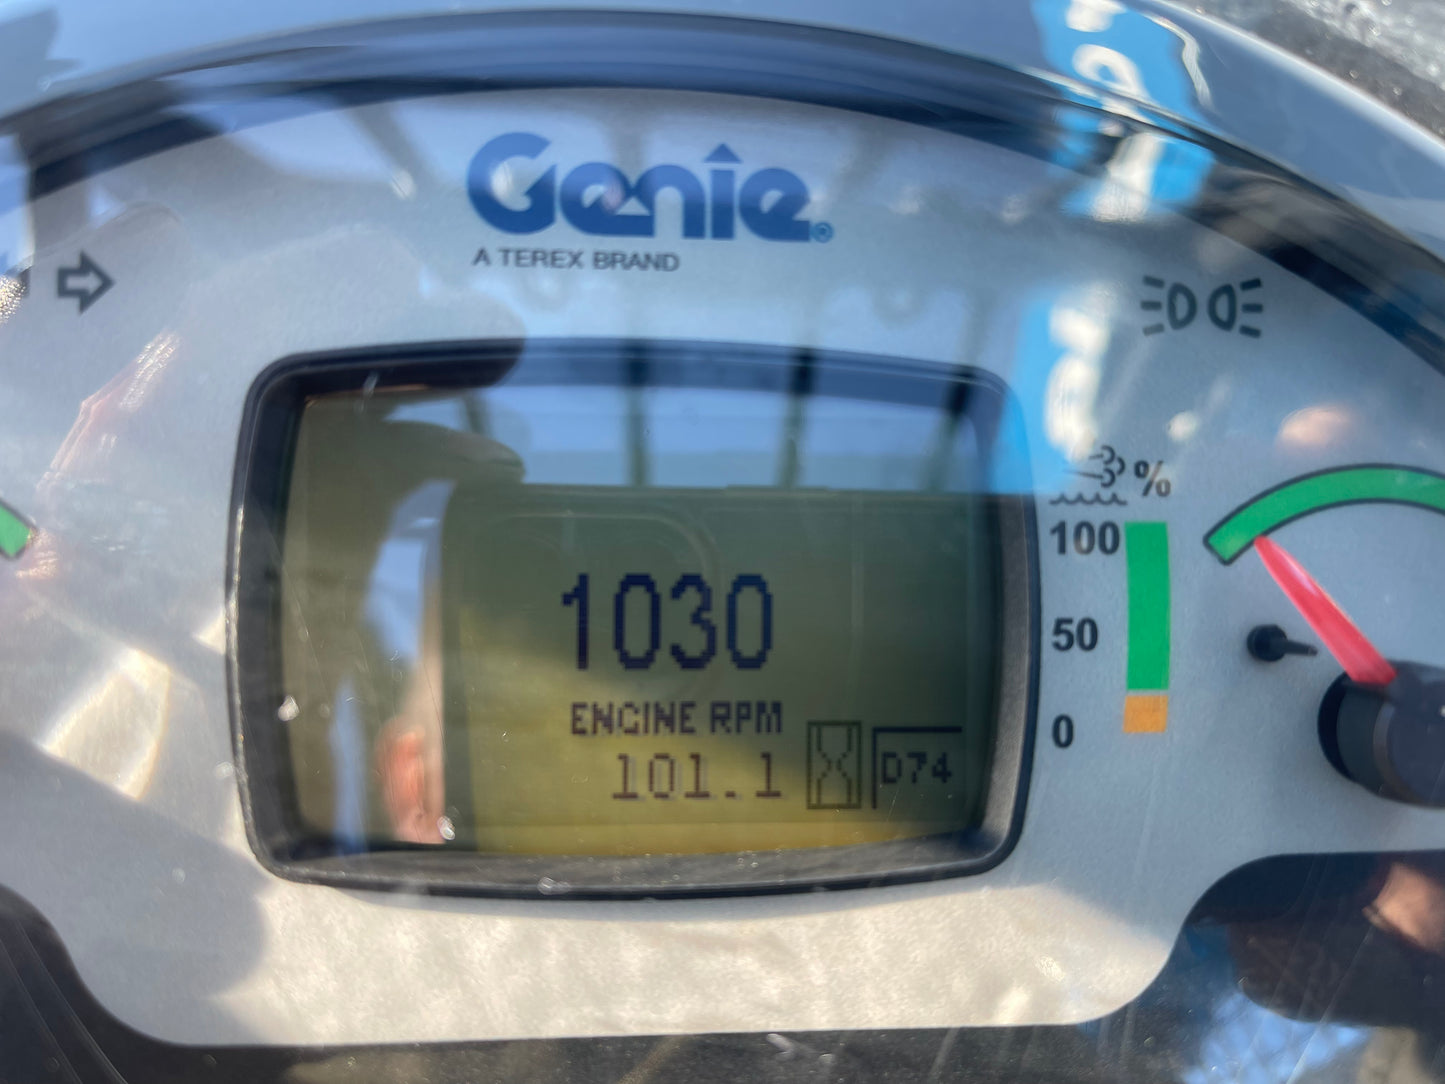 Genie®
A TEREX BRAND
%
100
50
0
1030
ENGINE RPM
101.1
D74